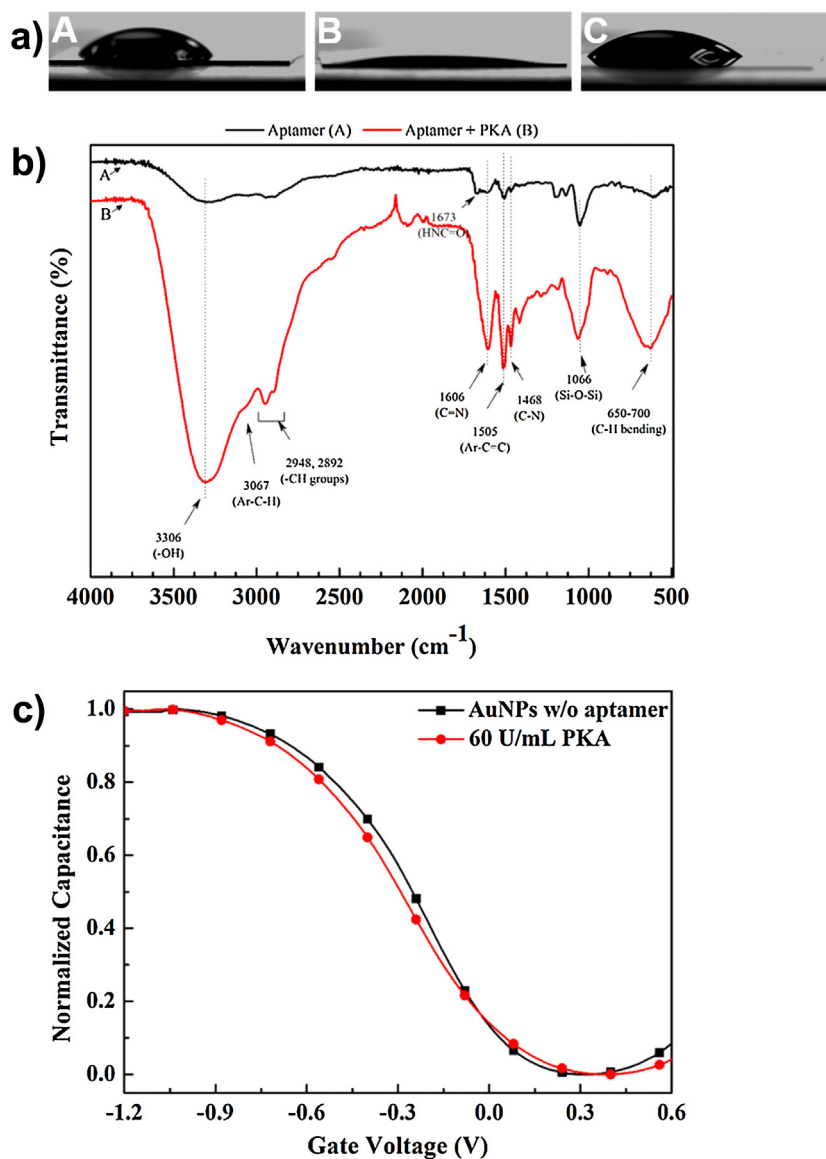 a) A B C
Aptamer (A) Aptamer + PKA (B)
b)
A
B
1673
(HNC=O)
1606
(C=N)
1505
(Ar-C=C)
1468
(C-N)
1066
(Si-O-Si)
650-700
(C-H bending)
2948, 2892
(-CH groups)
3067
(Ar-C-H)
3306
(-OH)
Transmittance (%)
4000 3500 3000 2500 2000 1500 1000 500
Wavenumber (cm⁻¹)
c)
AuNPs w/o aptamer
60 U/mL PKA
1.0
0.8
0.6
0.4
0.2
0.0
Normalized Capacitance
-1.2 -0.9 -0.6 -0.3 0.0 0.3 0.6
Gate Voltage (V)